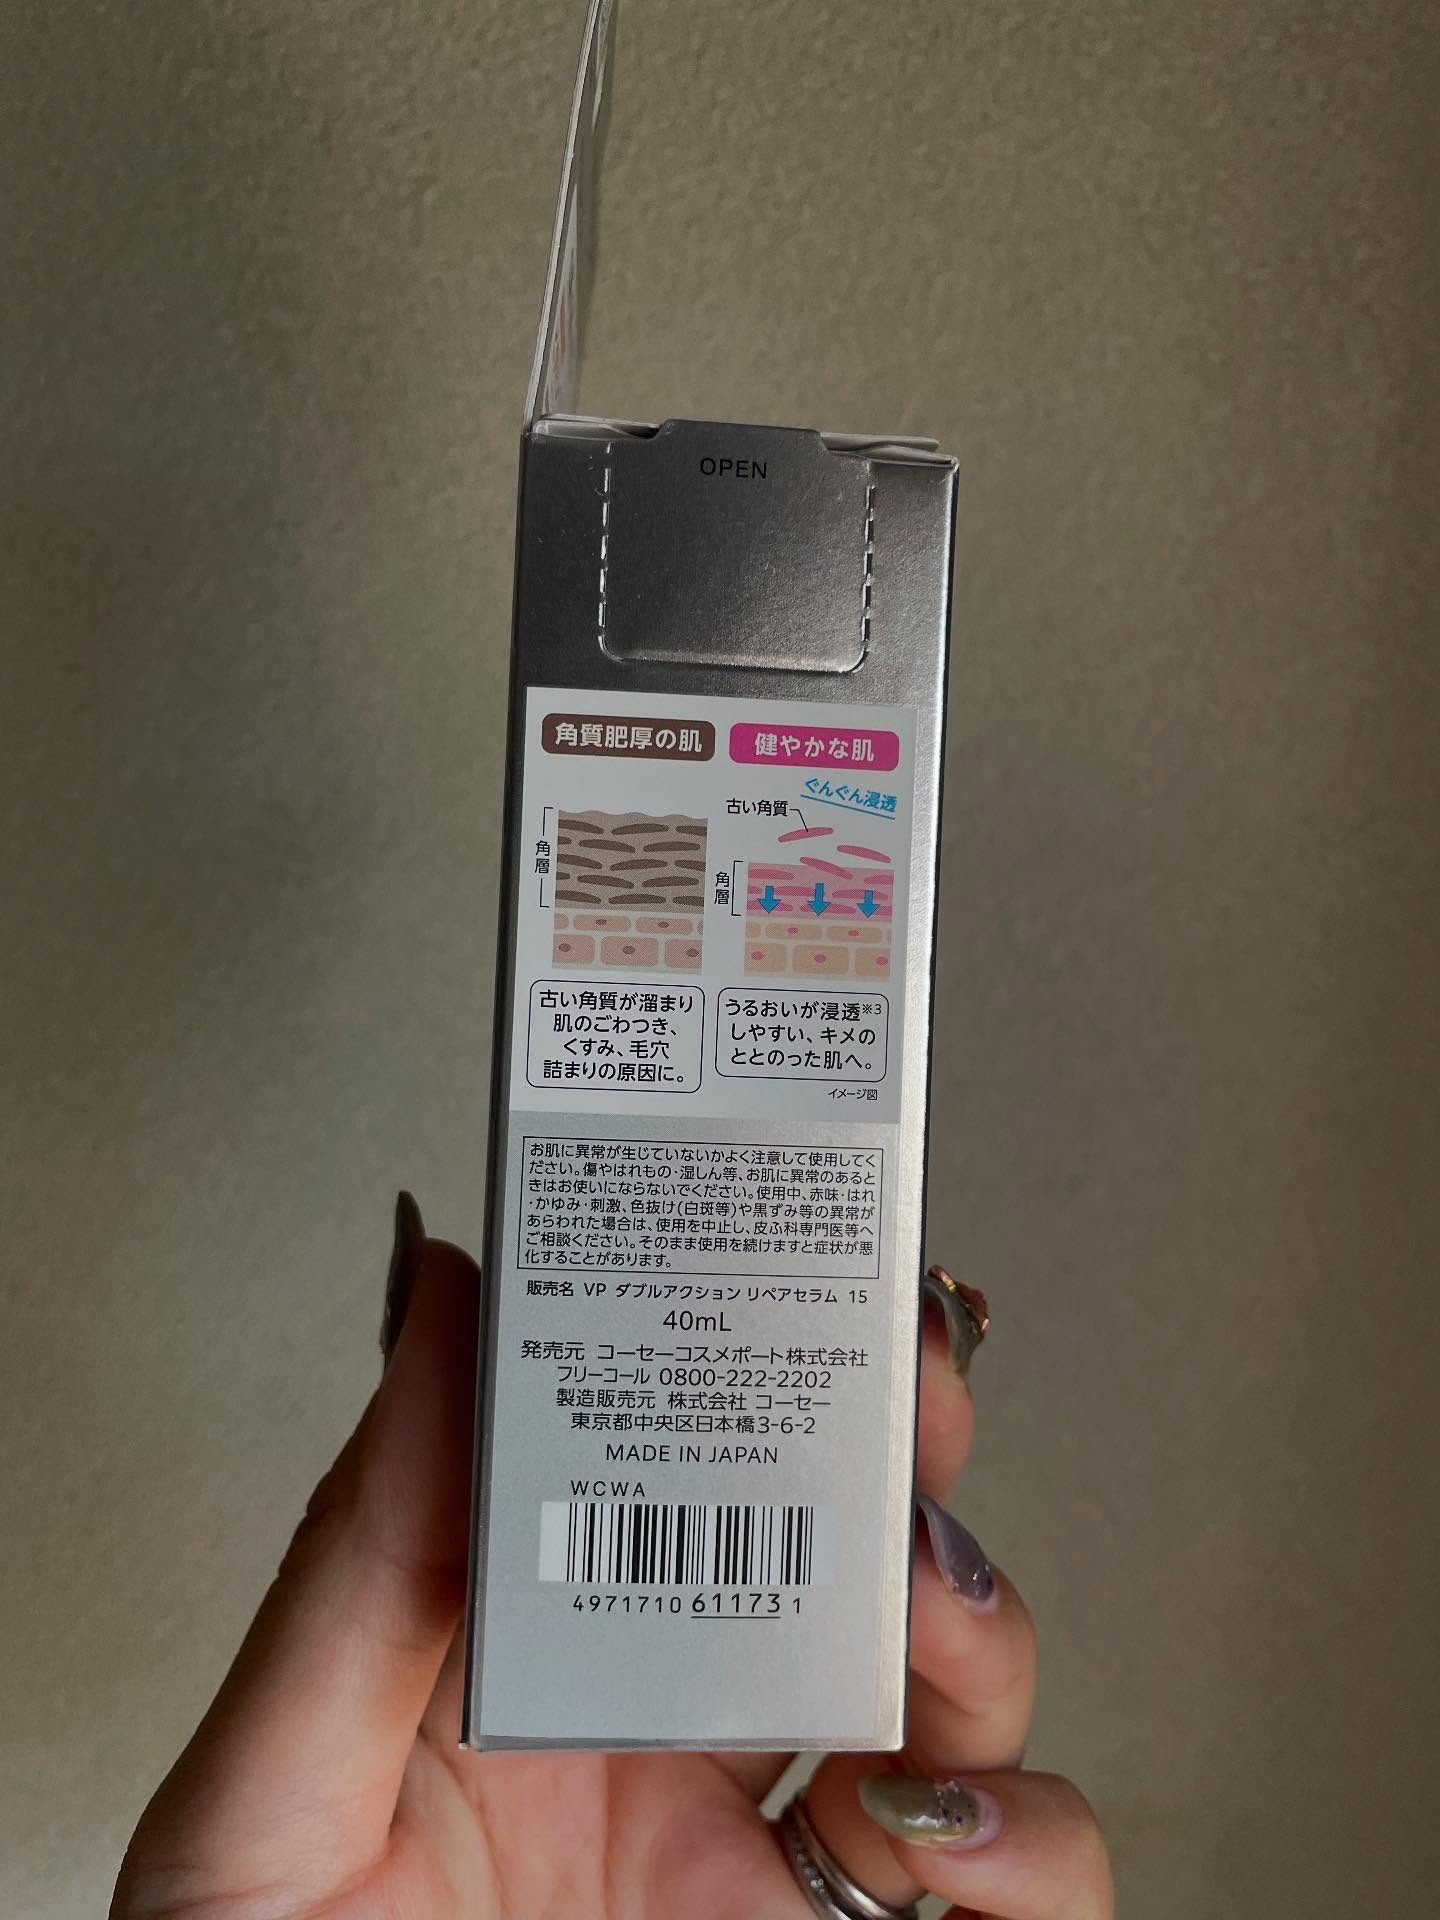 OPEN
角質肥厚の肌
健やかな肌
ぐんぐん浸透
古い角質
角層
角層
古い角質が溜まり
肌のごわつき、
くすみ、毛穴
詰まりの原因に。
うるおいが浸透※3
しやすい、キメの
ととのった肌へ。
イメージ図
お肌に異常が生じていないかよく注意して使用してく
ださい。傷やはれもの・湿しん等、お肌に異常のあると
きはお使いにならないでください。使用中、赤味・はれ
・かゆみ・刺激、色抜け(白斑等)や黒ずみ等の異常が
あらわれた場合は、使用を中止し、皮ふ科専門医等へ
ご相談ください。そのまま使用を続けますと症状が悪
化することがあります。
販売名 VP ダブルアクション リペアセラム 15
40mL
発売元 コーセーコスメポート株式会社
フリーコール 0800-222-2202
製造販売元 株式会社 コーセー
東京都中央区日本橋3-6-2
MADE IN JAPAN
WCWA
4971710 61173 1